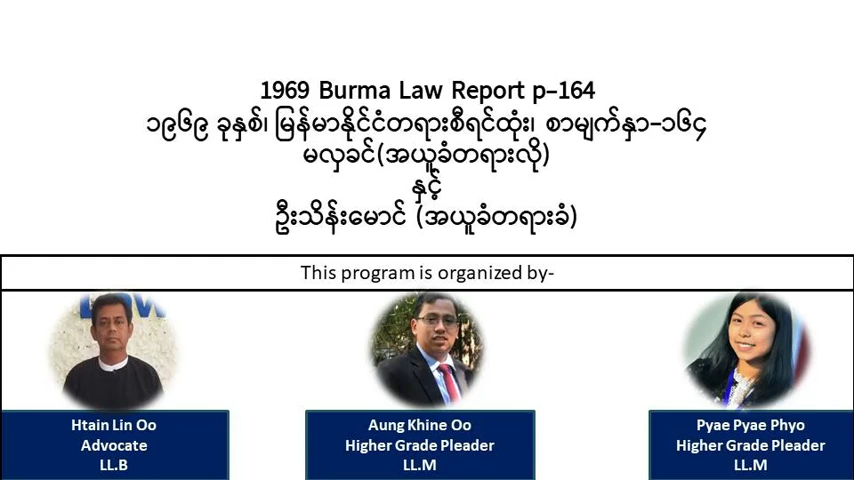 1969 Burma Law Report p-164
၁၉၆၉ ခုနှစ်၊ မြန်မာနိုင်ငံတရားစီရင်ထုံး၊ စာမျက်နှာ-၁၆၄
မလှခင်(အယူခံတရားလို)
နှင့်
ဦးသိန်းမောင် (အယူခံတရားခံ)
This program is organized by-
Htain Lin Oo
Advocate
LL.B
Aung Khine Oo
Higher Grade Pleader
LL.M
Pyae Pyae Phyo
Higher Grade Pleader
LL.M